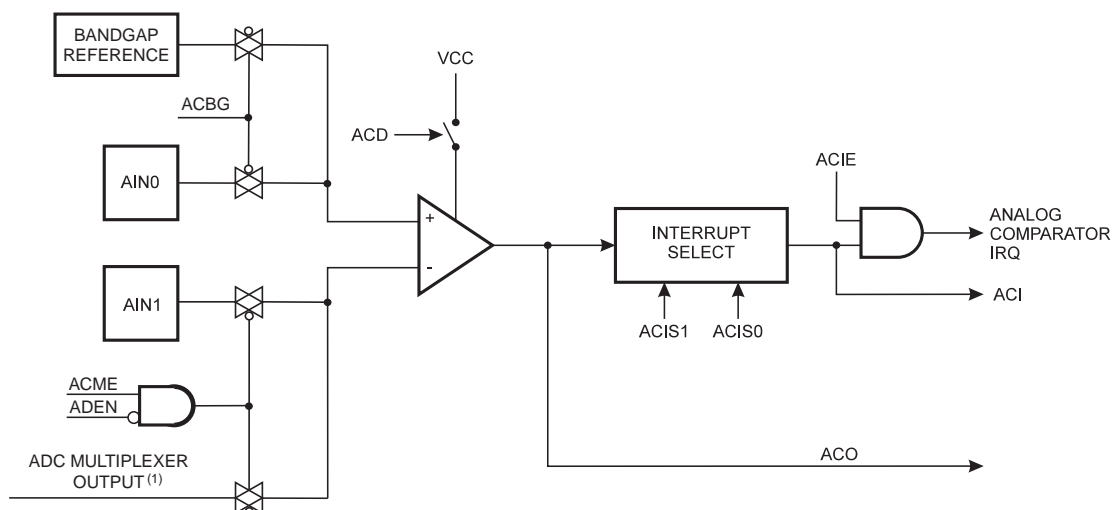 BANDGAP
REFERENCE
ACBG
AIN0
VCC
ACD
+
-
ACIE
INTERRUPT
SELECT
ANALOG
COMPARATOR
IRQ
ACI
ACIS1
ACIS0
AIN1
ACME
ADEN
ADC MULTIPLEXER
OUTPUT (1)
ACO